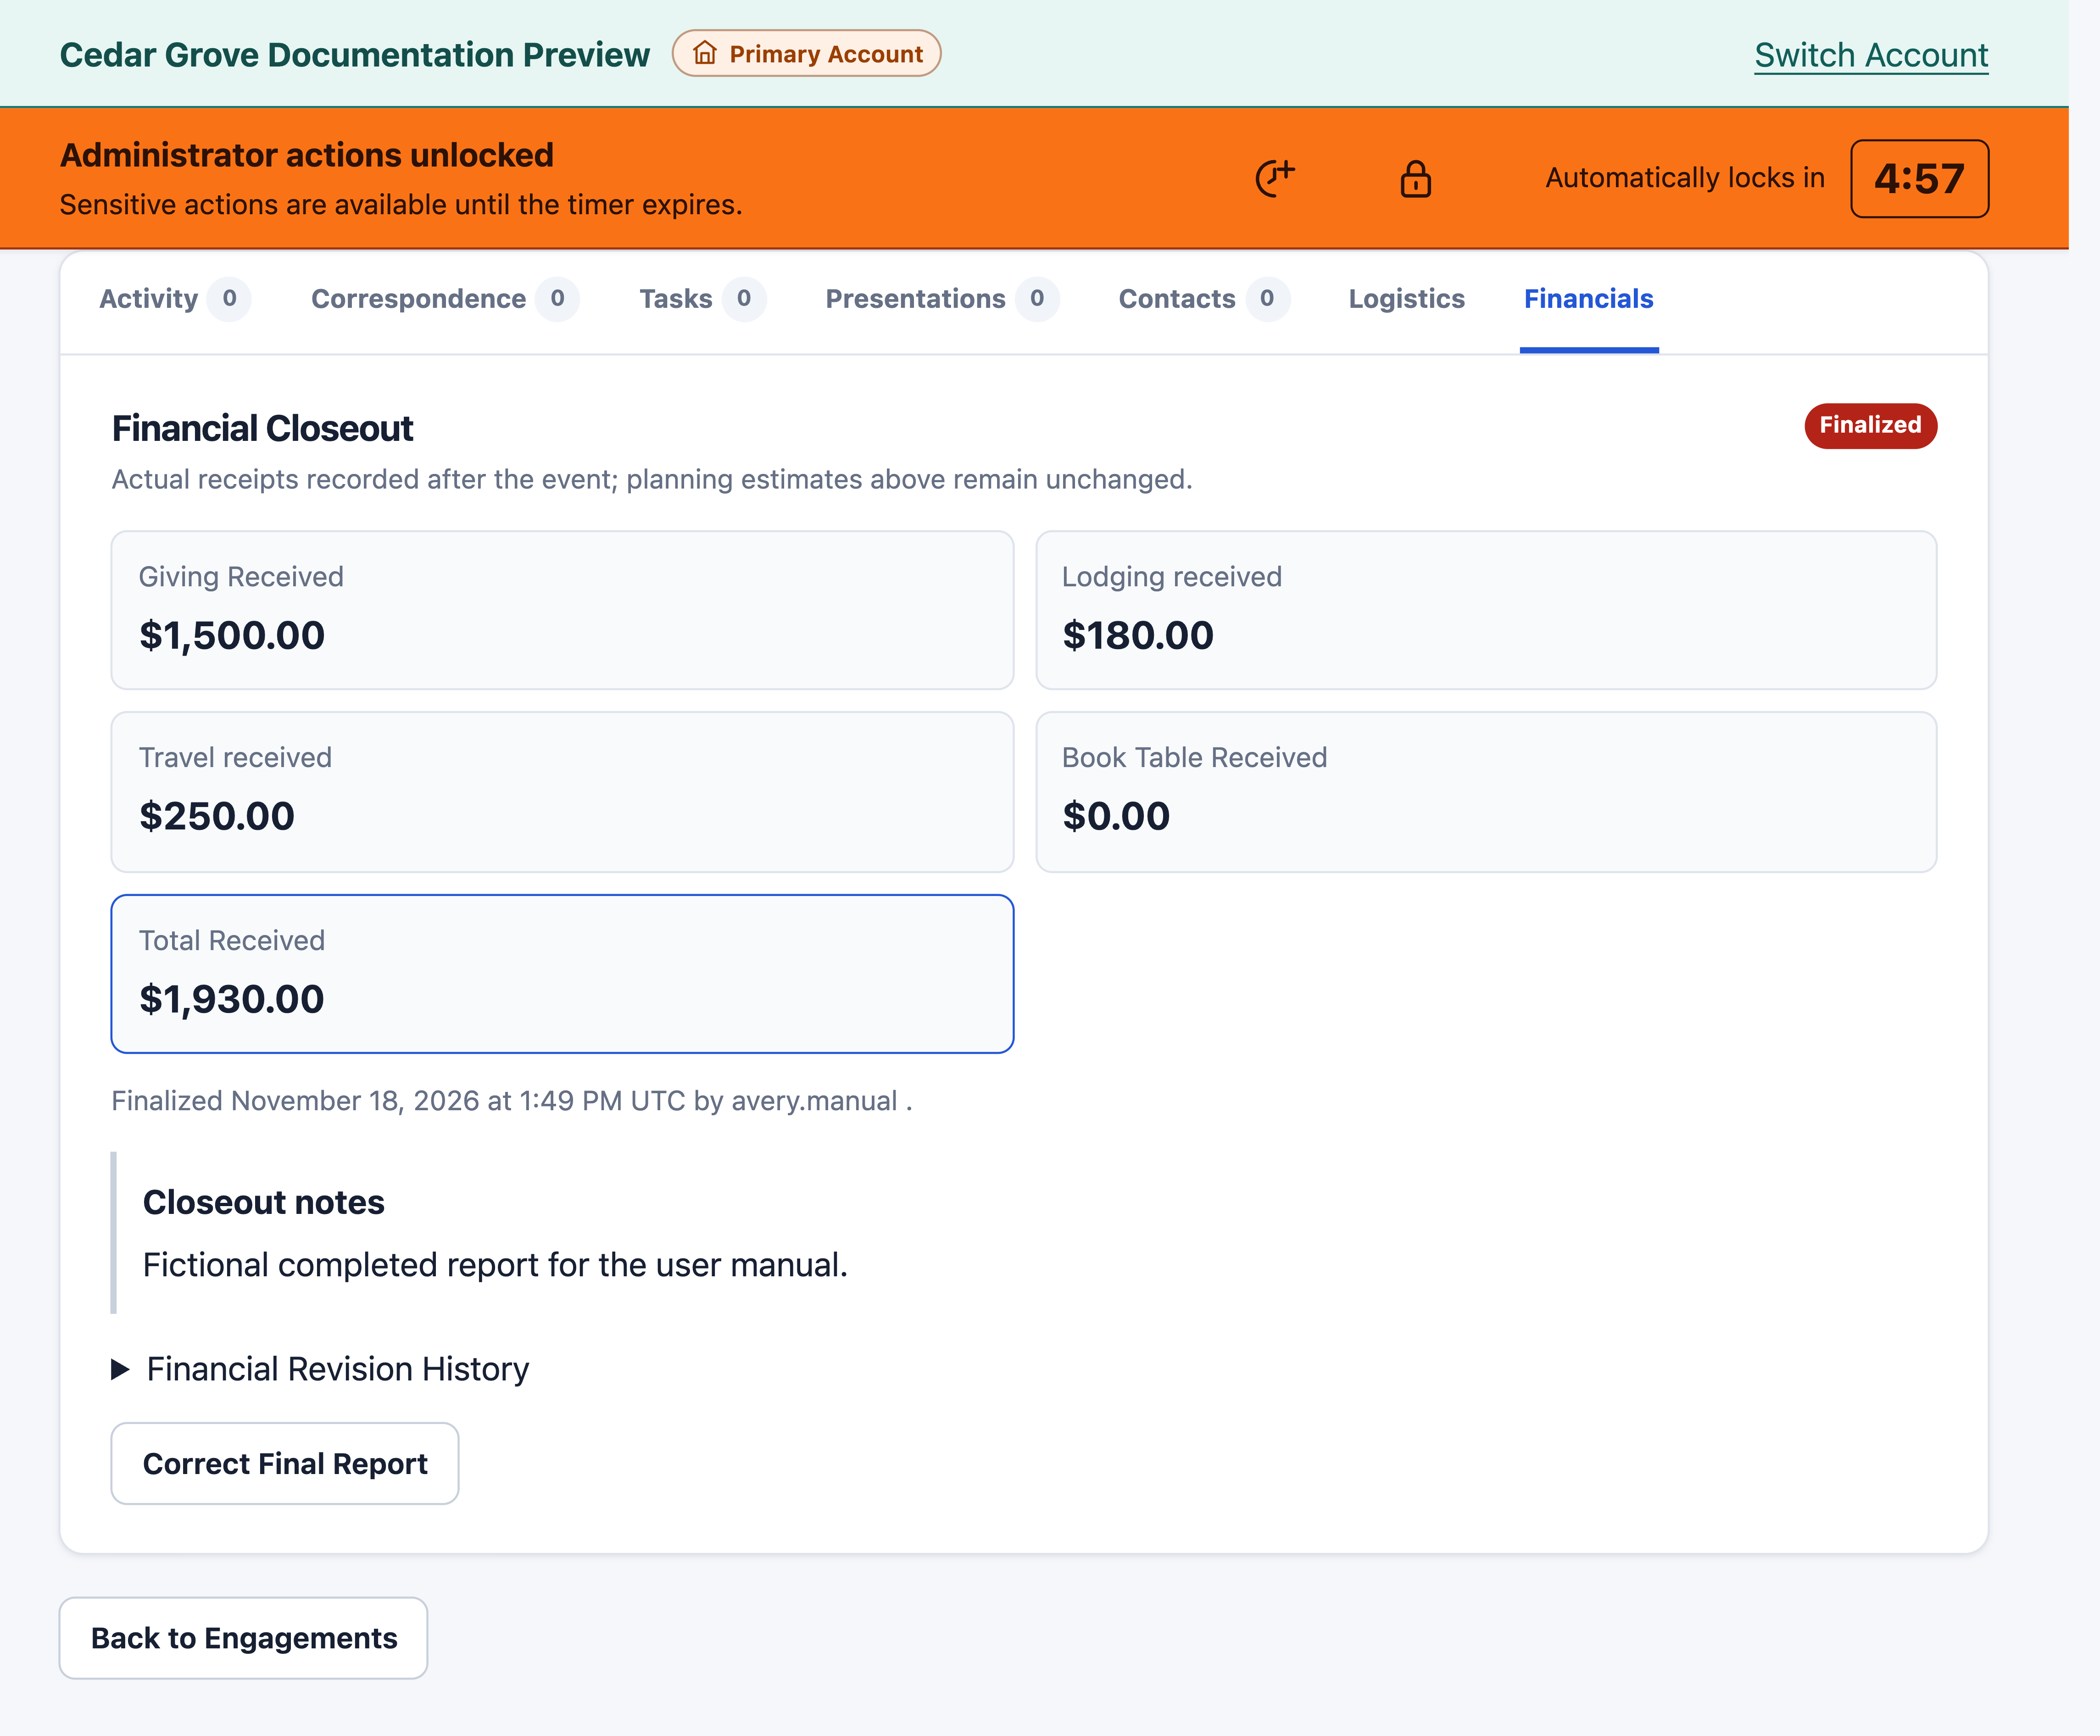 Cedar Grove Documentation Preview
Primary Account
Switch Account
Administrator actions unlocked
Sensitive actions are available until the timer expires.
Automatically locks in
4:57
Activity 0
Correspondence 0
Tasks 0
Presentations 0
Contacts 0
Logistics
Financials
Financial Closeout
Finalized
Actual receipts recorded after the event; planning estimates above remain unchanged.
Giving Received
$1,500.00
Lodging received
$180.00
Travel received
$250.00
Book Table Received
$0.00
Total Received
$1,930.00
Finalized November 18, 2026 at 1:49 PM UTC by avery.manual .
Closeout notes
Fictional completed report for the user manual.
Financial Revision History
Correct Final Report
Back to Engagements